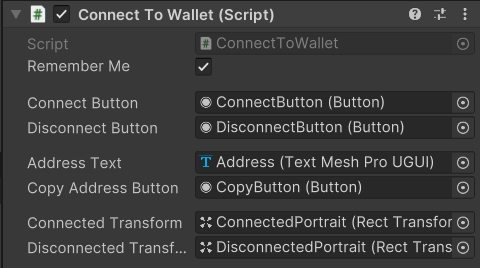 Connect To Wallet (Script)
Script ConnectToWallet
Remember Me
Connect Button ConnectButton (Button)
Disconnect Button DisconnectButton (Button)
Address Text T Address (Text Mesh Pro UGUI)
Copy Address Button CopyButton (Button)
Connected Transform ConnectedPortrait (Rect Transfor
Disconnected Transf... DisconnectedPortrait (Rect Trans